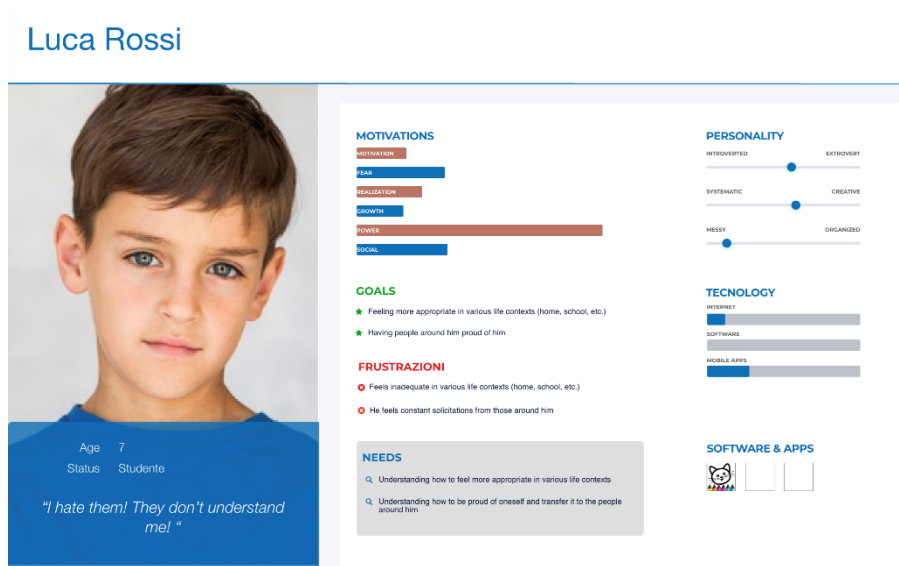 Luca Rossi
Age 7
Status Studente
“I hate them! They don’t understand
me! “
MOTIVATIONS
MOTIVATION
FEAR
REALIZATION
GROWTH
POWER
SOCIAL
GOALS
Feeling more appropriate in various life contexts (home, school, etc.)
Having people around him proud of him
FRUSTRAZIONI
Feels inadequate in various life contexts (home, school, etc.)
He feels constant solicitations from those around him
NEEDS
Understanding how to feel more appropriate in various life contexts
Understanding how to be proud of oneself and transfer it to the people
around him
PERSONALITY
INTROVERTED EXTROVERT
SYSTEMATIC CREATIVE
MESSY ORGANIZED
TECNOLOGY
INTERNET
SOFTWARE
MOBILE APPS
SOFTWARE & APPS